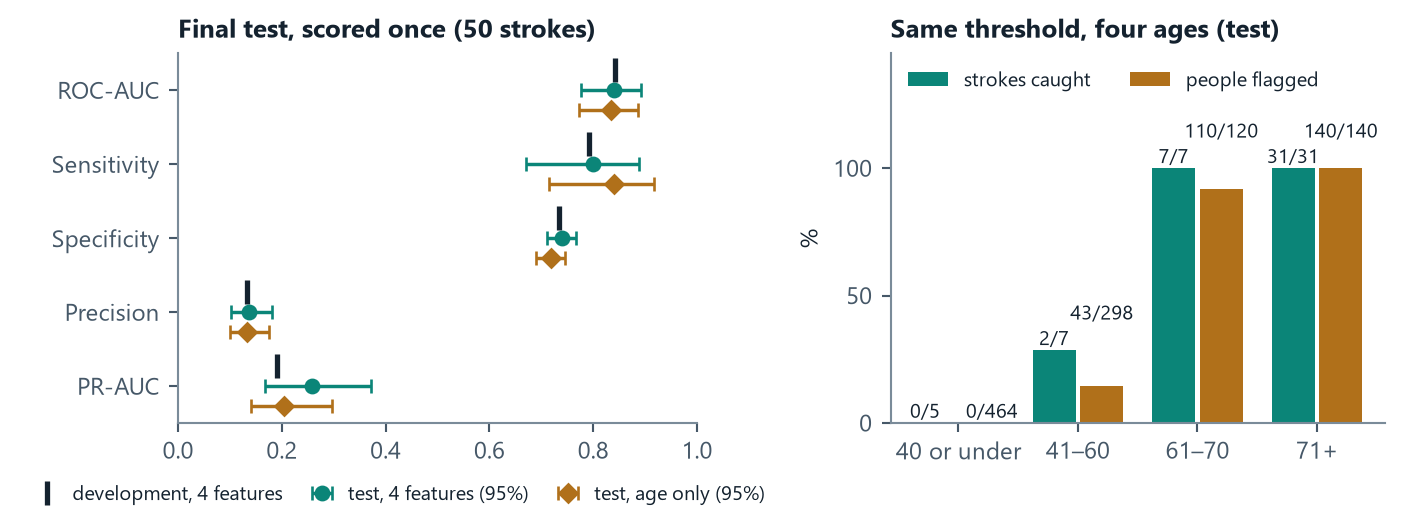 Final test, scored once (50 strokes)
ROC-AUC
Sensitivity
Specificity
Precision
PR-AUC
0.0 0.2 0.4 0.6 0.8 1.0
development, 4 features test, 4 features (95%) test, age only (95%)
Same threshold, four ages (test)
strokes caught people flagged
110/120 140/140
7/7 31/31
100
%
50
43/298
2/7
0/5 0/464
0
40 or under 41–60 61–70 71+